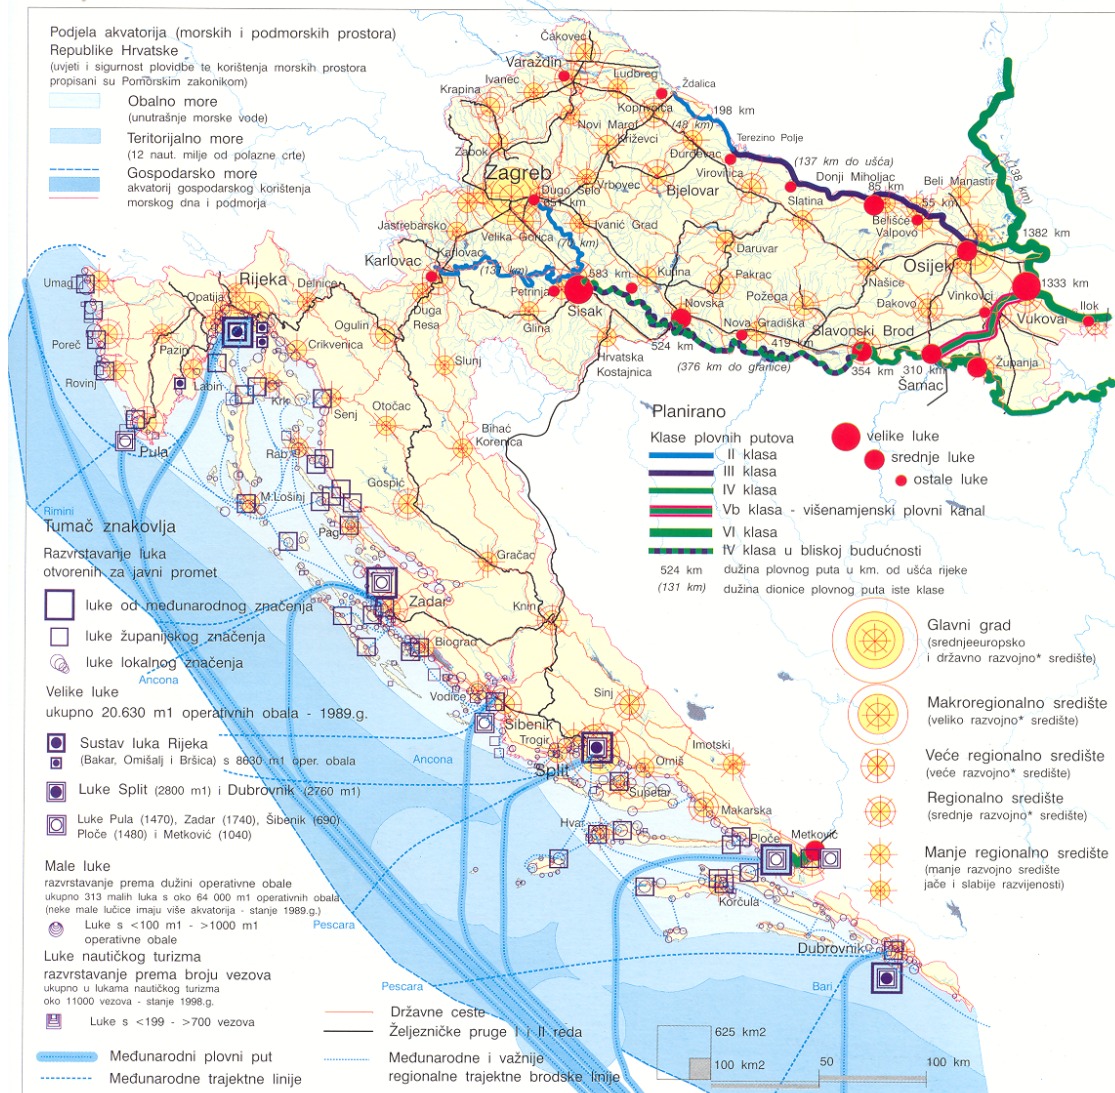 Podjela akvatorija (morskih i podmorskih prostora)
Republike Hrvatske
(uvjeti i sigurnost plovidbe te korištenja morskih prostora
propisani su Pomorskim zakonikom)
Obalno more
(unutrašnje morske vode)
Teritorijalno more
(12 naut. milje od polazne crte)
Gospodarsko more
akvatorij gospodarskog korištenja
morskog dna i podmorja
Čakovec
Varaždin
Ludbreg
Ždalica
Ivanec
Krapina
Koprivnica
198 km
(48 km)
Novi Marof
Križevci
Terezino Polje
Zabok
Đurđevac
(137 km do ušća)
Zagreb
Virovitica
Donji Miholjac
85 km
Beli Manastir
(138 km)
Dugo Selo
Vrbovec
Bjelovar
651 km
Slatina
55 km
Belišće
Valpovo
1382 km
Jastrebarsko
Ivanić Grad
Velika Gorica
(70 km)
Daruvar
Osijek
Karlovac
Karlovac
(131 km)
583 km
Kutina
Pakrac
Našice
1333 km
Petrinja
Sisak
Požega
Đakovo
Vinkovci
Ilok
Novska
Vukovar
Duga
Resa
Glina
Nova Gradiška
Slavonski Brod
524 km
419 km
Hrvatska
Kostajnica
(376 km do granice)
354 km
310 km
Županja
Šamac
Umag
Rijeka
Opatija
Delnice
Ogulin
Poreč
Pazin
Crikvenica
Slunj
Rovinj
Labin
Krk
Senj
Otočac
Bihać
Korenica
Pula
Rab
Gospić
M.Lošinj
Pag
Rimini
Gračac
Zadar
Knin
Biograd
Ancona
Vodice
Sinj
Šibenik
Trogir
Ancona
Split
Omiš
Imotski
Supetar
Makarska
Hvar
Ploče
Metković
Korčula
Pescara
Dubrovnik
Pescara
Bari
Planirano
Klase plovnih putova
II klasa
III klasa
IV klasa
Vb klasa - višenamjenski plovni kanal
VI klasa
IV klasa u bliskoj budućnosti
524 km dužina plovnog puta u km. od ušća rijeke
(131 km) dužina dionice plovnog puta iste klase
velike luke
srednje luke
ostale luke
Glavni grad
(srednjeeuropsko
i državno razvojno* središte)
Makroregionalno središte
(veliko razvojno* središte)
Veće regionalno središte
(veće razvojno* središte)
Regionalno središte
(srednje razvojno* središte)
Manje regionalno središte
(manje razvojno središte
jače i slabije razvijenosti)
Tumač znakovlja
Razvrstavanje luka
otvorenih za javni promet
luke od međunarodnog značenja
luke županijskog značenja
luke lokalnog značenja
Velike luke
ukupno 20.630 m1 operativnih obala - 1989.g.
Sustav luka Rijeka
(Bakar, Omišalj i Bršica) s 8630 m1 oper. obala
Luke Split (2800 m1) i Dubrovnik (2760 m1)
Luke Pula (1470), Zadar (1740), Šibenik (690)
Ploče (1480) i Metković (1040)
Male luke
razvrstavanje prema dužini operativne obale
ukupno 313 malih luka s oko 64 000 m1 operativnih obala
(neke male lučice imaju više akvatorija - stanje 1989.g.)
Luke s <100 m1 - >1000 m1
operativne obale
Luke nautičkog turizma
razvrstavanje prema broju vezova
ukupno u lukama nautičkog turizma
oko 11000 vezova - stanje 1998.g.
Luke s <199 - >700 vezova
Međunarodni plovni put
Međunarodne trajektne linije
Državne ceste
Željezničke pruge I i II reda
Međunarodne i važnije
regionalne trajektne brodske linije
625 km2
100 km2
50
100 km